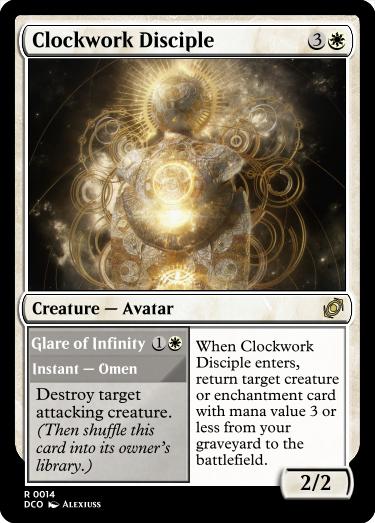 Clockwork Disciple 3
Creature — Avatar
Glare of Infinity 1
Instant — Omen
Destroy target
attacking creature.
(Then shuffle this
card into its owner's
library.)
When Clockwork
Disciple enters,
return target creature
or enchantment card
with mana value 3 or
less from your
graveyard to the
battlefield.
2/2
R 0014
DCO Alexiuss